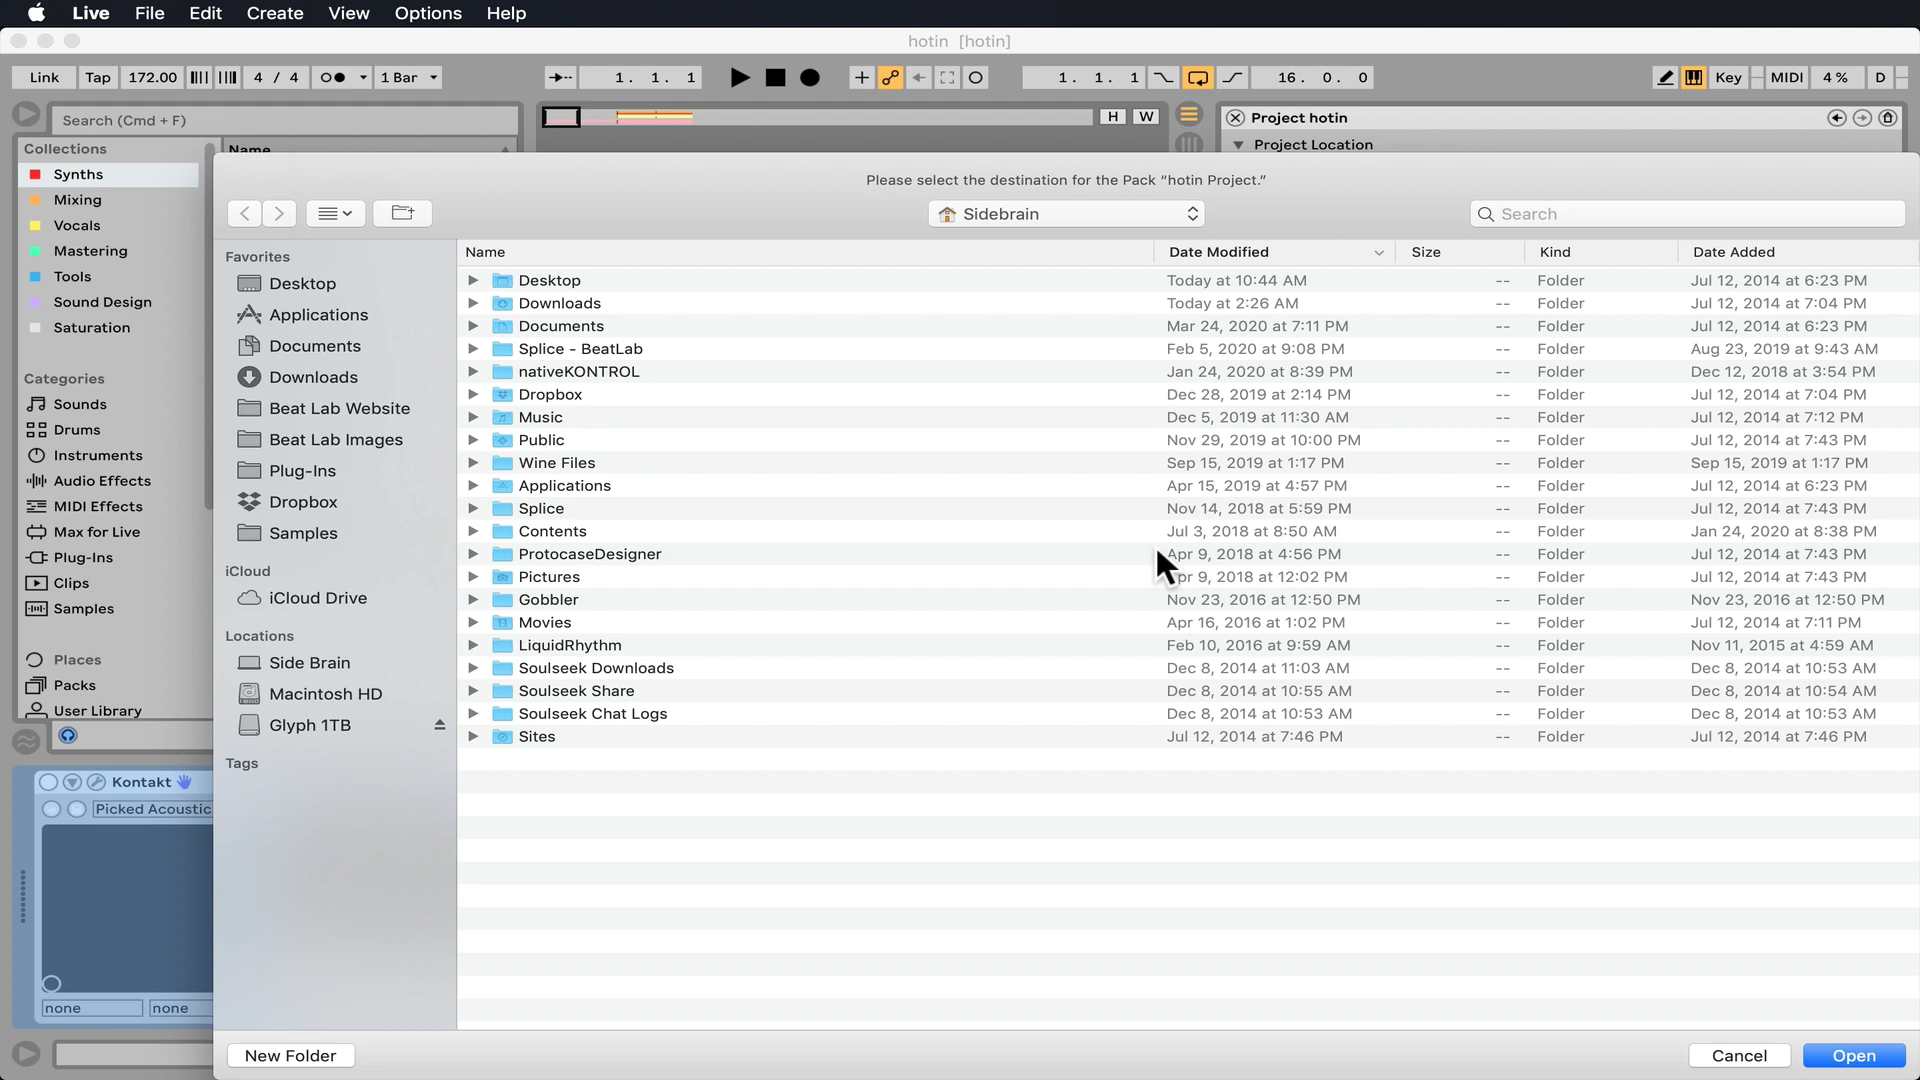 Live File Edit Create View Options Help
hotin [hotin]
Link Tap 172.00 4 / 4 1 Bar 1. 1. 1 1. 1. 1 16. 0. 0 Key MIDI 4 % D
Search (Cmd + F)
H W
Project hotin
Project Location
Collections
Name
Synths
Mixing
Vocals
Mastering
Tools
Sound Design
Saturation
Categories
Sounds
Drums
Instruments
Audio Effects
MIDI Effects
Max for Live
Plug-Ins
Clips
Samples
Places
Packs
User Library
Kontakt
Picked Acoustic
none none
Please select the destination for the Pack “hotin Project.”
Sidebrain
Search
Favorites
Desktop
Applications
Documents
Downloads
Beat Lab Website
Beat Lab Images
Plug-Ins
Dropbox
Samples
iCloud
iCloud Drive
Locations
Side Brain
Macintosh HD
Glyph 1TB
Tags
Name Date Modified Size Kind Date Added
Desktop Today at 10:44 AM -- Folder Jul 12, 2014 at 6:23 PM
Downloads Today at 2:26 AM -- Folder Jul 12, 2014 at 7:04 PM
Documents Mar 24, 2020 at 7:11 PM -- Folder Jul 12, 2014 at 6:23 PM
Splice - BeatLab Feb 5, 2020 at 9:08 PM -- Folder Aug 23, 2019 at 9:43 AM
nativeKONTROL Jan 24, 2020 at 8:39 PM -- Folder Dec 12, 2018 at 3:54 PM
Dropbox Dec 28, 2019 at 2:14 PM -- Folder Jul 12, 2014 at 7:04 PM
Music Dec 5, 2019 at 11:30 AM -- Folder Jul 12, 2014 at 7:12 PM
Public Nov 29, 2019 at 10:00 PM -- Folder Jul 12, 2014 at 7:43 PM
Wine Files Sep 15, 2019 at 1:17 PM -- Folder Sep 15, 2019 at 1:17 PM
Applications Apr 15, 2019 at 4:57 PM -- Folder Jul 12, 2014 at 6:23 PM
Splice Nov 14, 2018 at 5:59 PM -- Folder Jul 12, 2014 at 7:43 PM
Contents Jul 3, 2018 at 8:50 AM -- Folder Jan 24, 2020 at 8:38 PM
ProtocaseDesigner Apr 9, 2018 at 4:56 PM -- Folder Jul 12, 2014 at 7:43 PM
Pictures Apr 9, 2018 at 12:02 PM -- Folder Jul 12, 2014 at 7:43 PM
Gobbler Nov 23, 2016 at 12:50 PM -- Folder Nov 23, 2016 at 12:50 PM
Movies Apr 16, 2016 at 1:02 PM -- Folder Jul 12, 2014 at 7:11 PM
LiquidRhythm Feb 10, 2016 at 9:59 AM -- Folder Nov 11, 2015 at 4:59 AM
Soulseek Downloads Dec 8, 2014 at 11:03 AM -- Folder Dec 8, 2014 at 10:53 AM
Soulseek Share Dec 8, 2014 at 10:55 AM -- Folder Dec 8, 2014 at 10:54 AM
Soulseek Chat Logs Dec 8, 2014 at 10:53 AM -- Folder Dec 8, 2014 at 10:53 AM
Sites Jul 12, 2014 at 7:46 PM -- Folder Jul 12, 2014 at 7:46 PM
New Folder Cancel Open